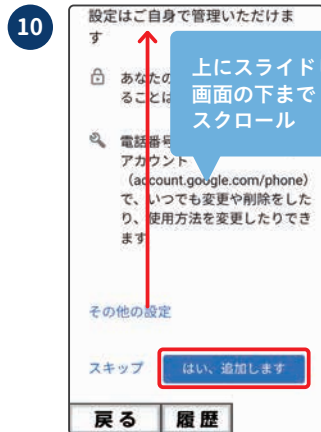 10
設定はご自身で管理いただけま
す
あなたの
ることは
上にスライド
画面の下まで
スクロール
電話番号
アカウント
（account.google.com/phone）
で、いつでも変更や削除をした
り、使用方法を変更したりでき
ます
その他の設定
スキップ
はい、追加します
戻る
履歴